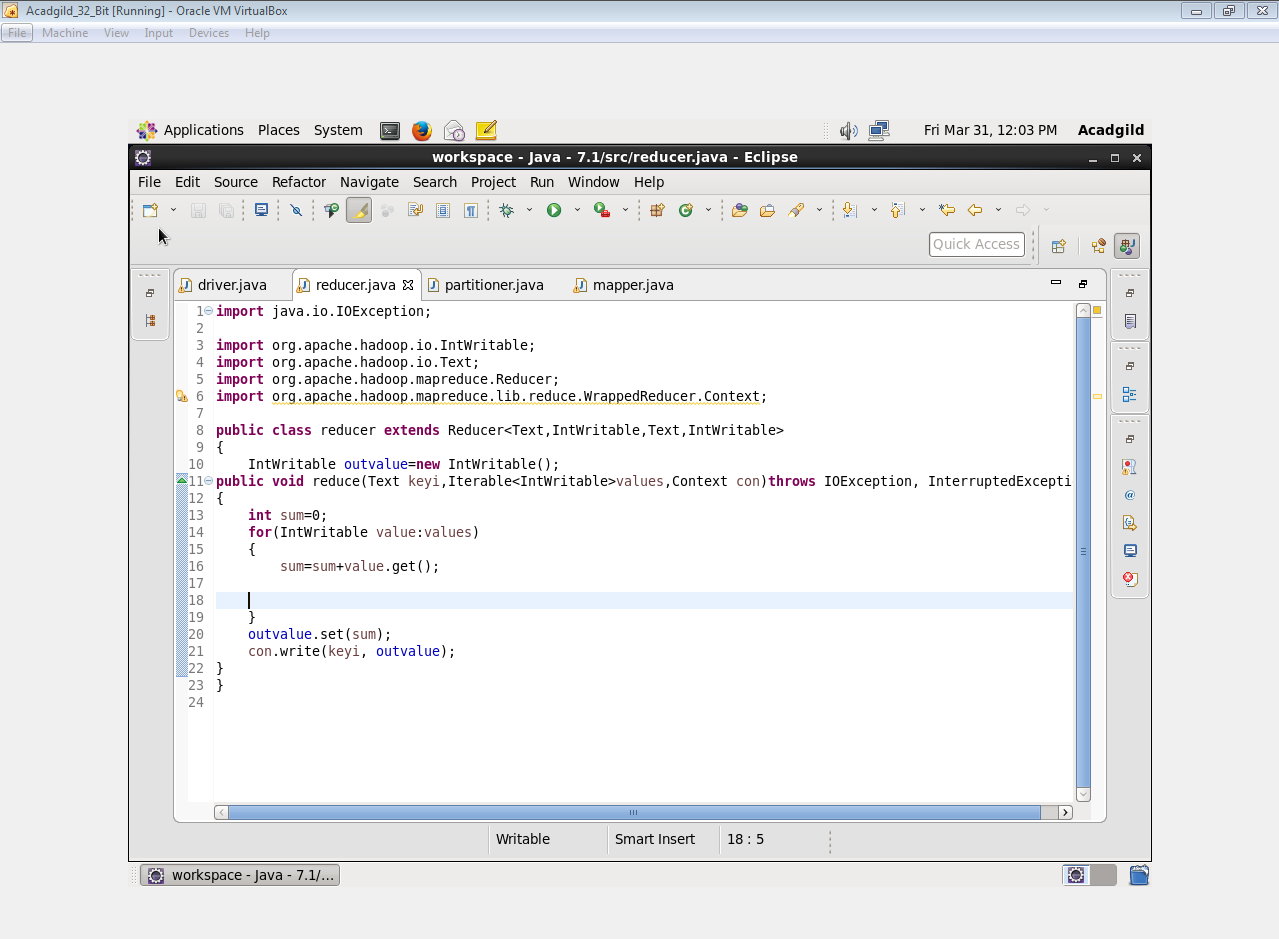 Acadgild_32_Bit [Running] - Oracle VM VirtualBox
File Machine View Input Devices Help
Applications Places System Fri Mar 31, 12:03 PM Acadgild
workspace - Java - 7.1/src/reducer.java - Eclipse
File Edit Source Refactor Navigate Search Project Run Window Help
Quick Access
driver.java reducer.java partitioner.java mapper.java
1 import java.io.IOException;
2
3 import org.apache.hadoop.io.IntWritable;
4 import org.apache.hadoop.io.Text;
5 import org.apache.hadoop.mapreduce.Reducer;
6 import org.apache.hadoop.mapreduce.lib.reduce.WrappedReducer.Context;
7
8 public class reducer extends Reducer<Text,IntWritable,Text,IntWritable>
9 {
10     IntWritable outvalue=new IntWritable();
11 public void reduce(Text keyi,Iterable<IntWritable>values,Context con)throws IOException, InterruptedExcepti
12 {
13     int sum=0;
14     for(IntWritable value:values)
15     {
16         sum=sum+value.get();
17
18
19     }
20     outvalue.set(sum);
21     con.write(keyi, outvalue);
22 }
23 }
24
Writable Smart Insert 18 : 5
workspace - Java - 7.1/...